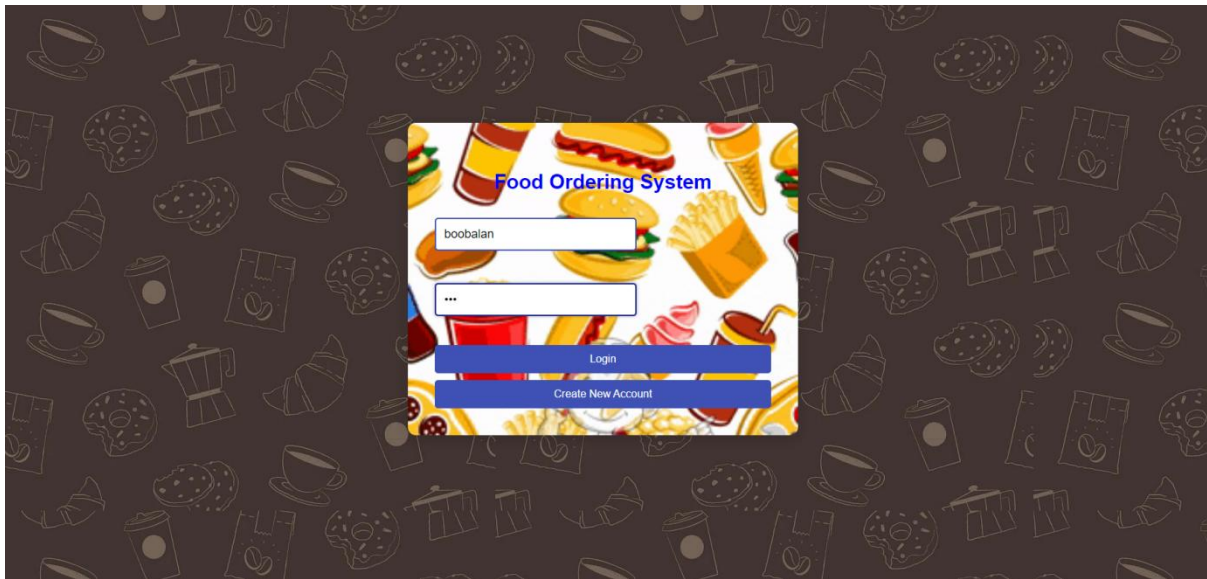 Food Ordering System
boobalan
•••
Login
Create New Account